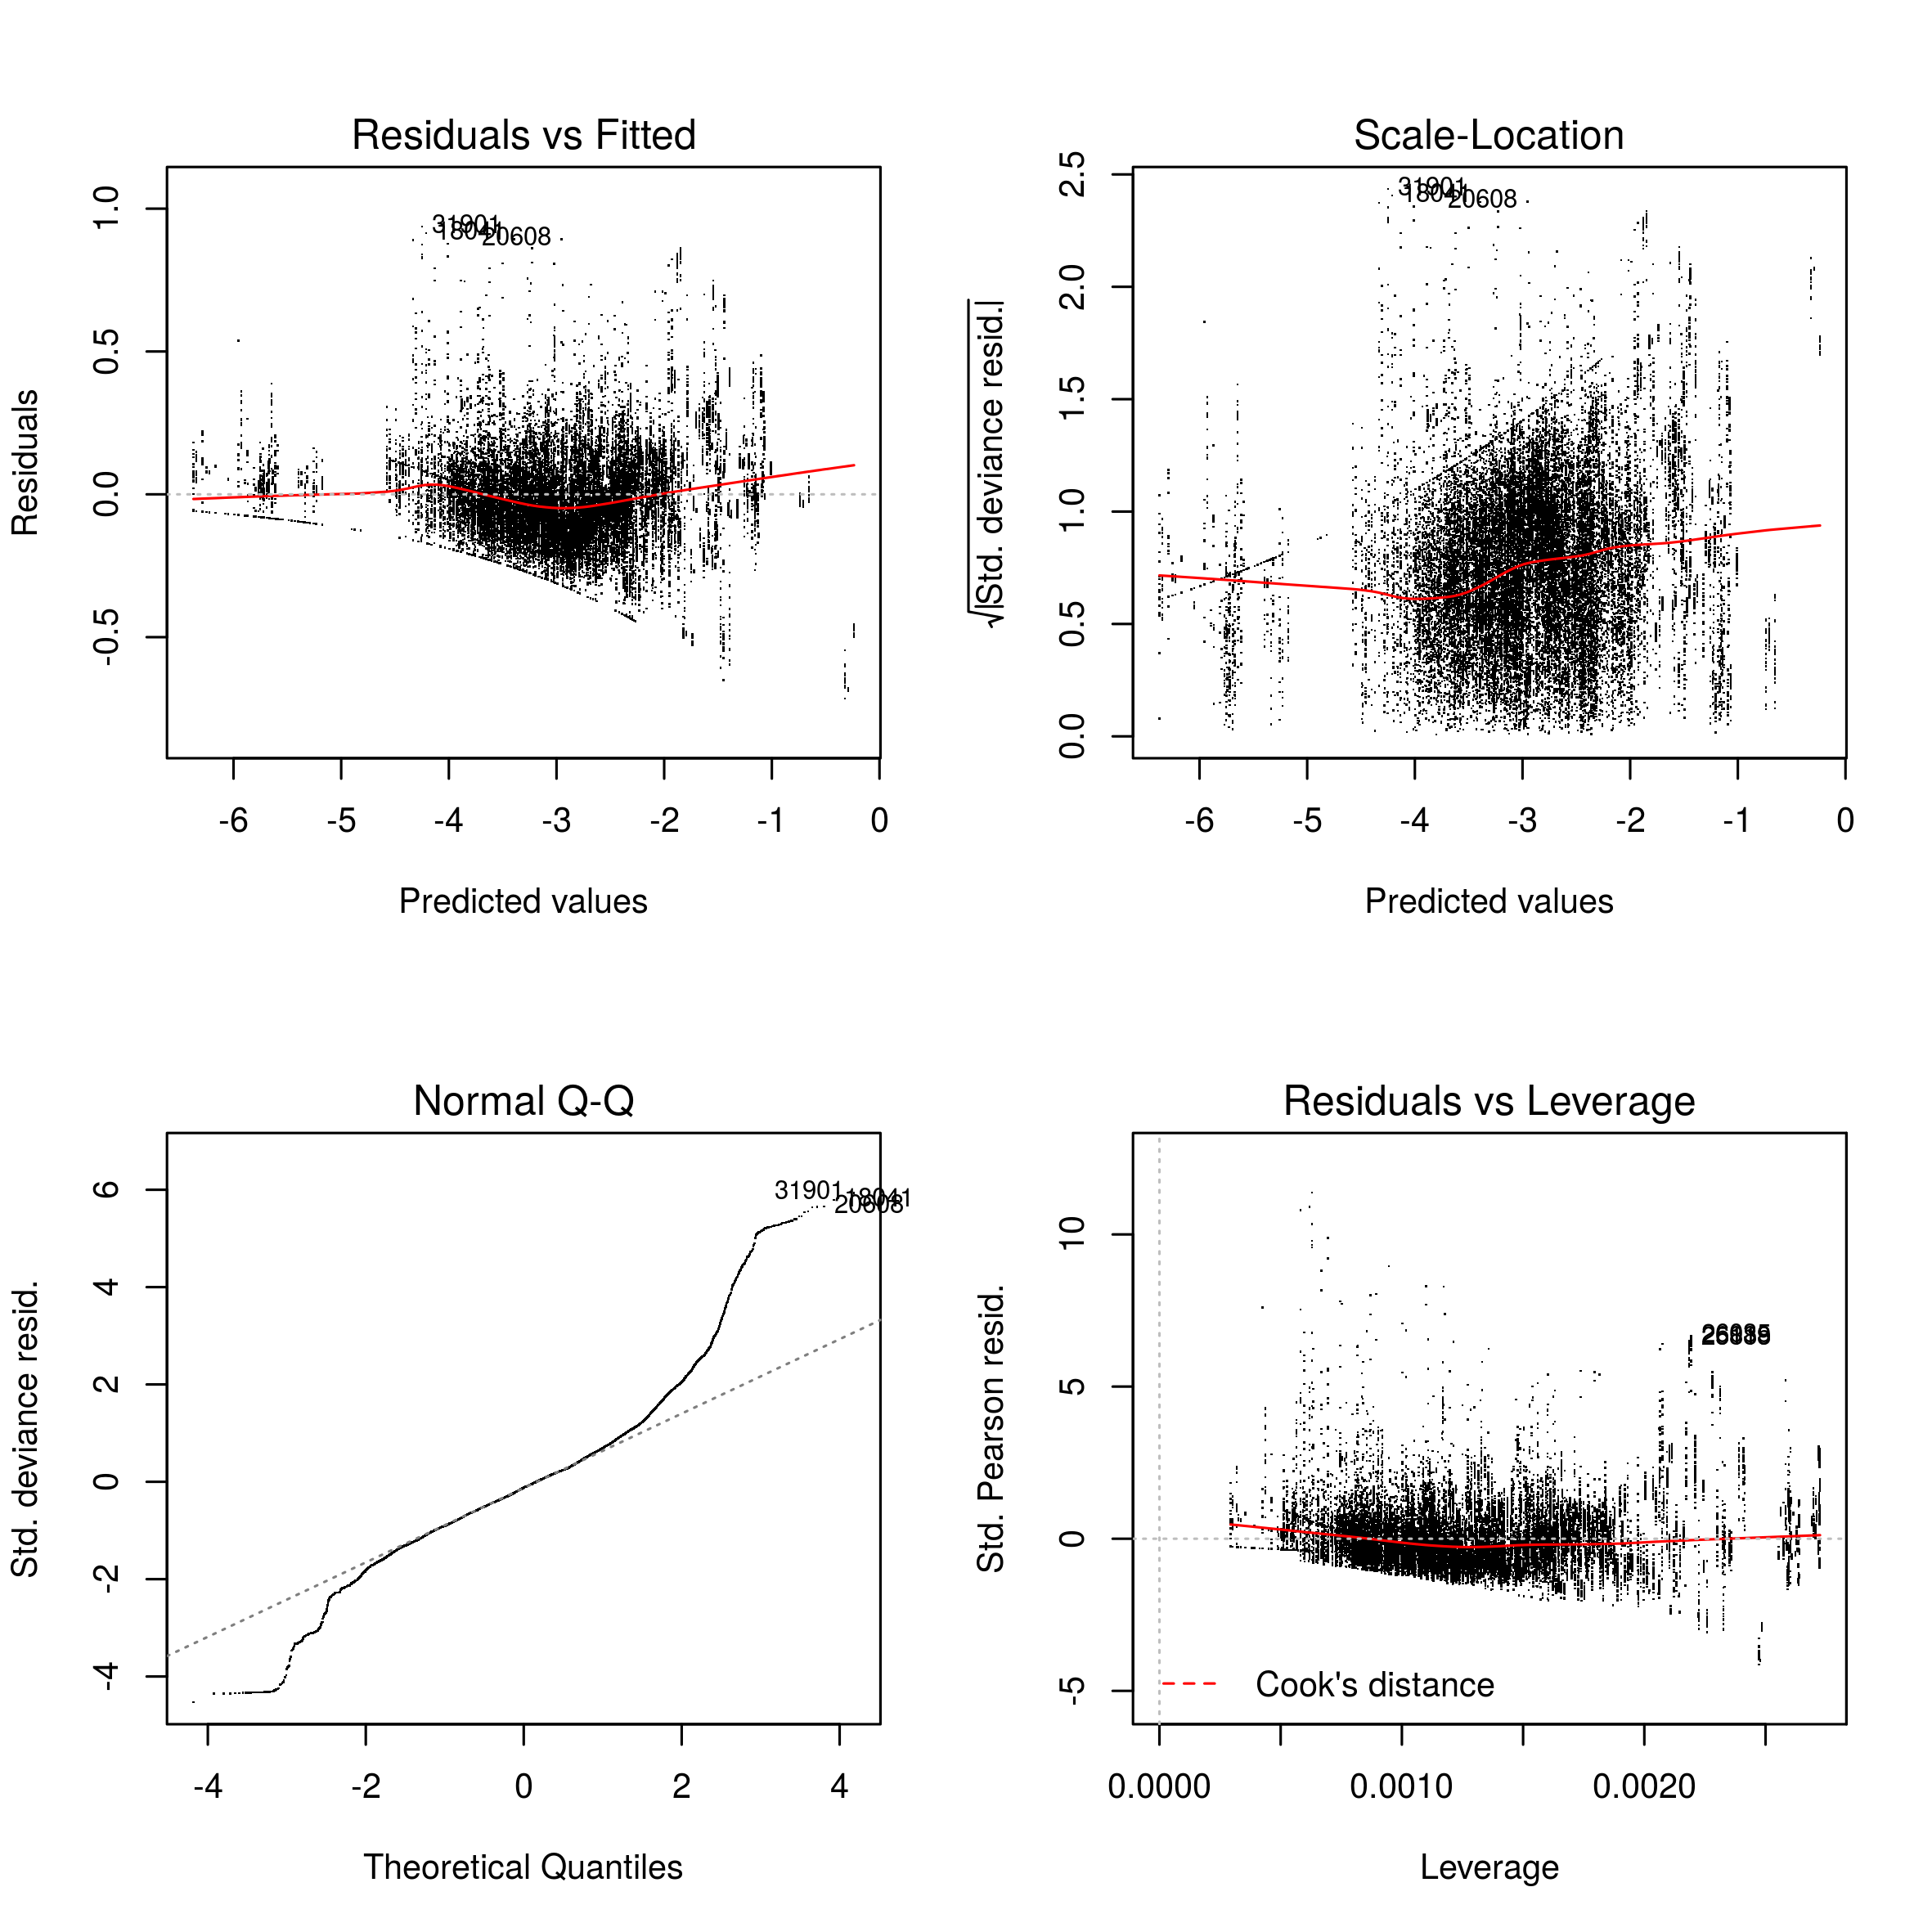 Residuals vs Fitted
Residuals
1.0
0.5
0.0
-0.5
31901
18041
20608
-6 -5 -4 -3 -2 -1 0
Predicted values
Scale-Location
√|Std. deviance resid.|
2.5
2.0
1.5
1.0
0.5
0.0
31901
18041
20608
-6 -5 -4 -3 -2 -1 0
Predicted values
Normal Q-Q
Std. deviance resid.
6
4
2
0
-2
-4
31901
18041
20608
-4 -2 0 2 4
Theoretical Quantiles
Residuals vs Leverage
Std. Pearson resid.
10
5
0
-5
Cook's distance
0.0000 0.0010 0.0020
Leverage